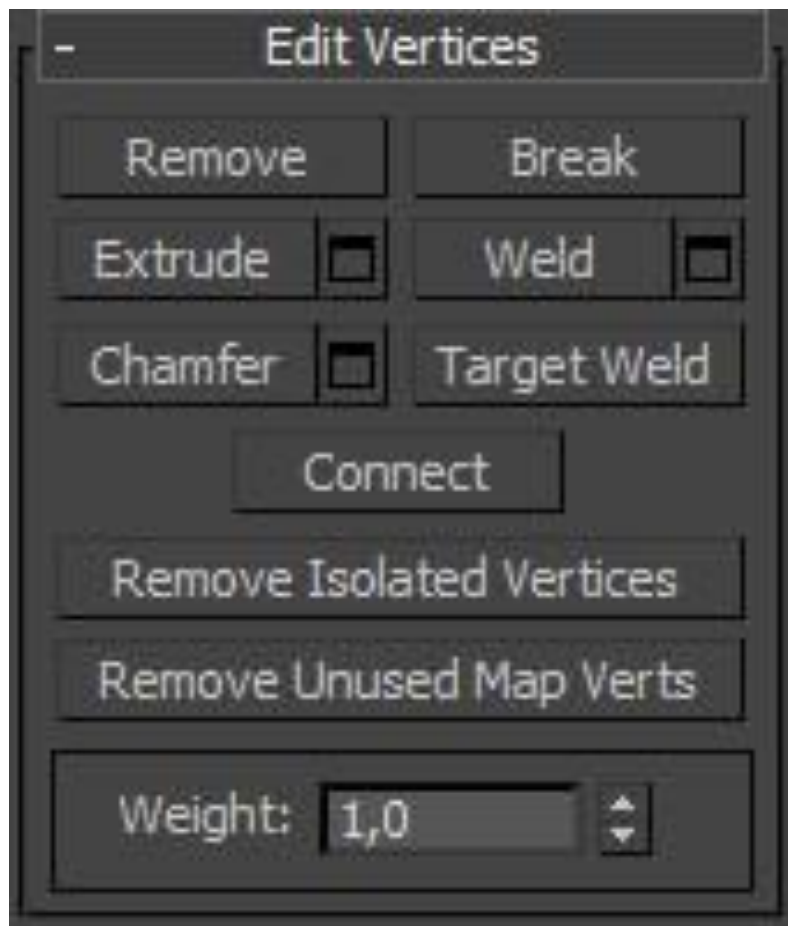 - Edit Vertices
Remove Break
Extrude Weld
Chamfer Target Weld
Connect
Remove Isolated Vertices
Remove Unused Map Verts
Weight: 1,0